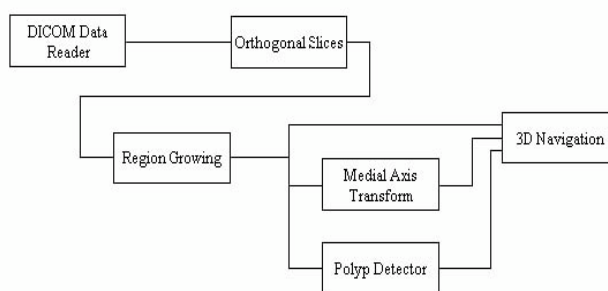 DICOM Data
Reader
Orthogonal Slices
Region Growing
3D Navigation
Medial Axis
Transform
Polyp Detector